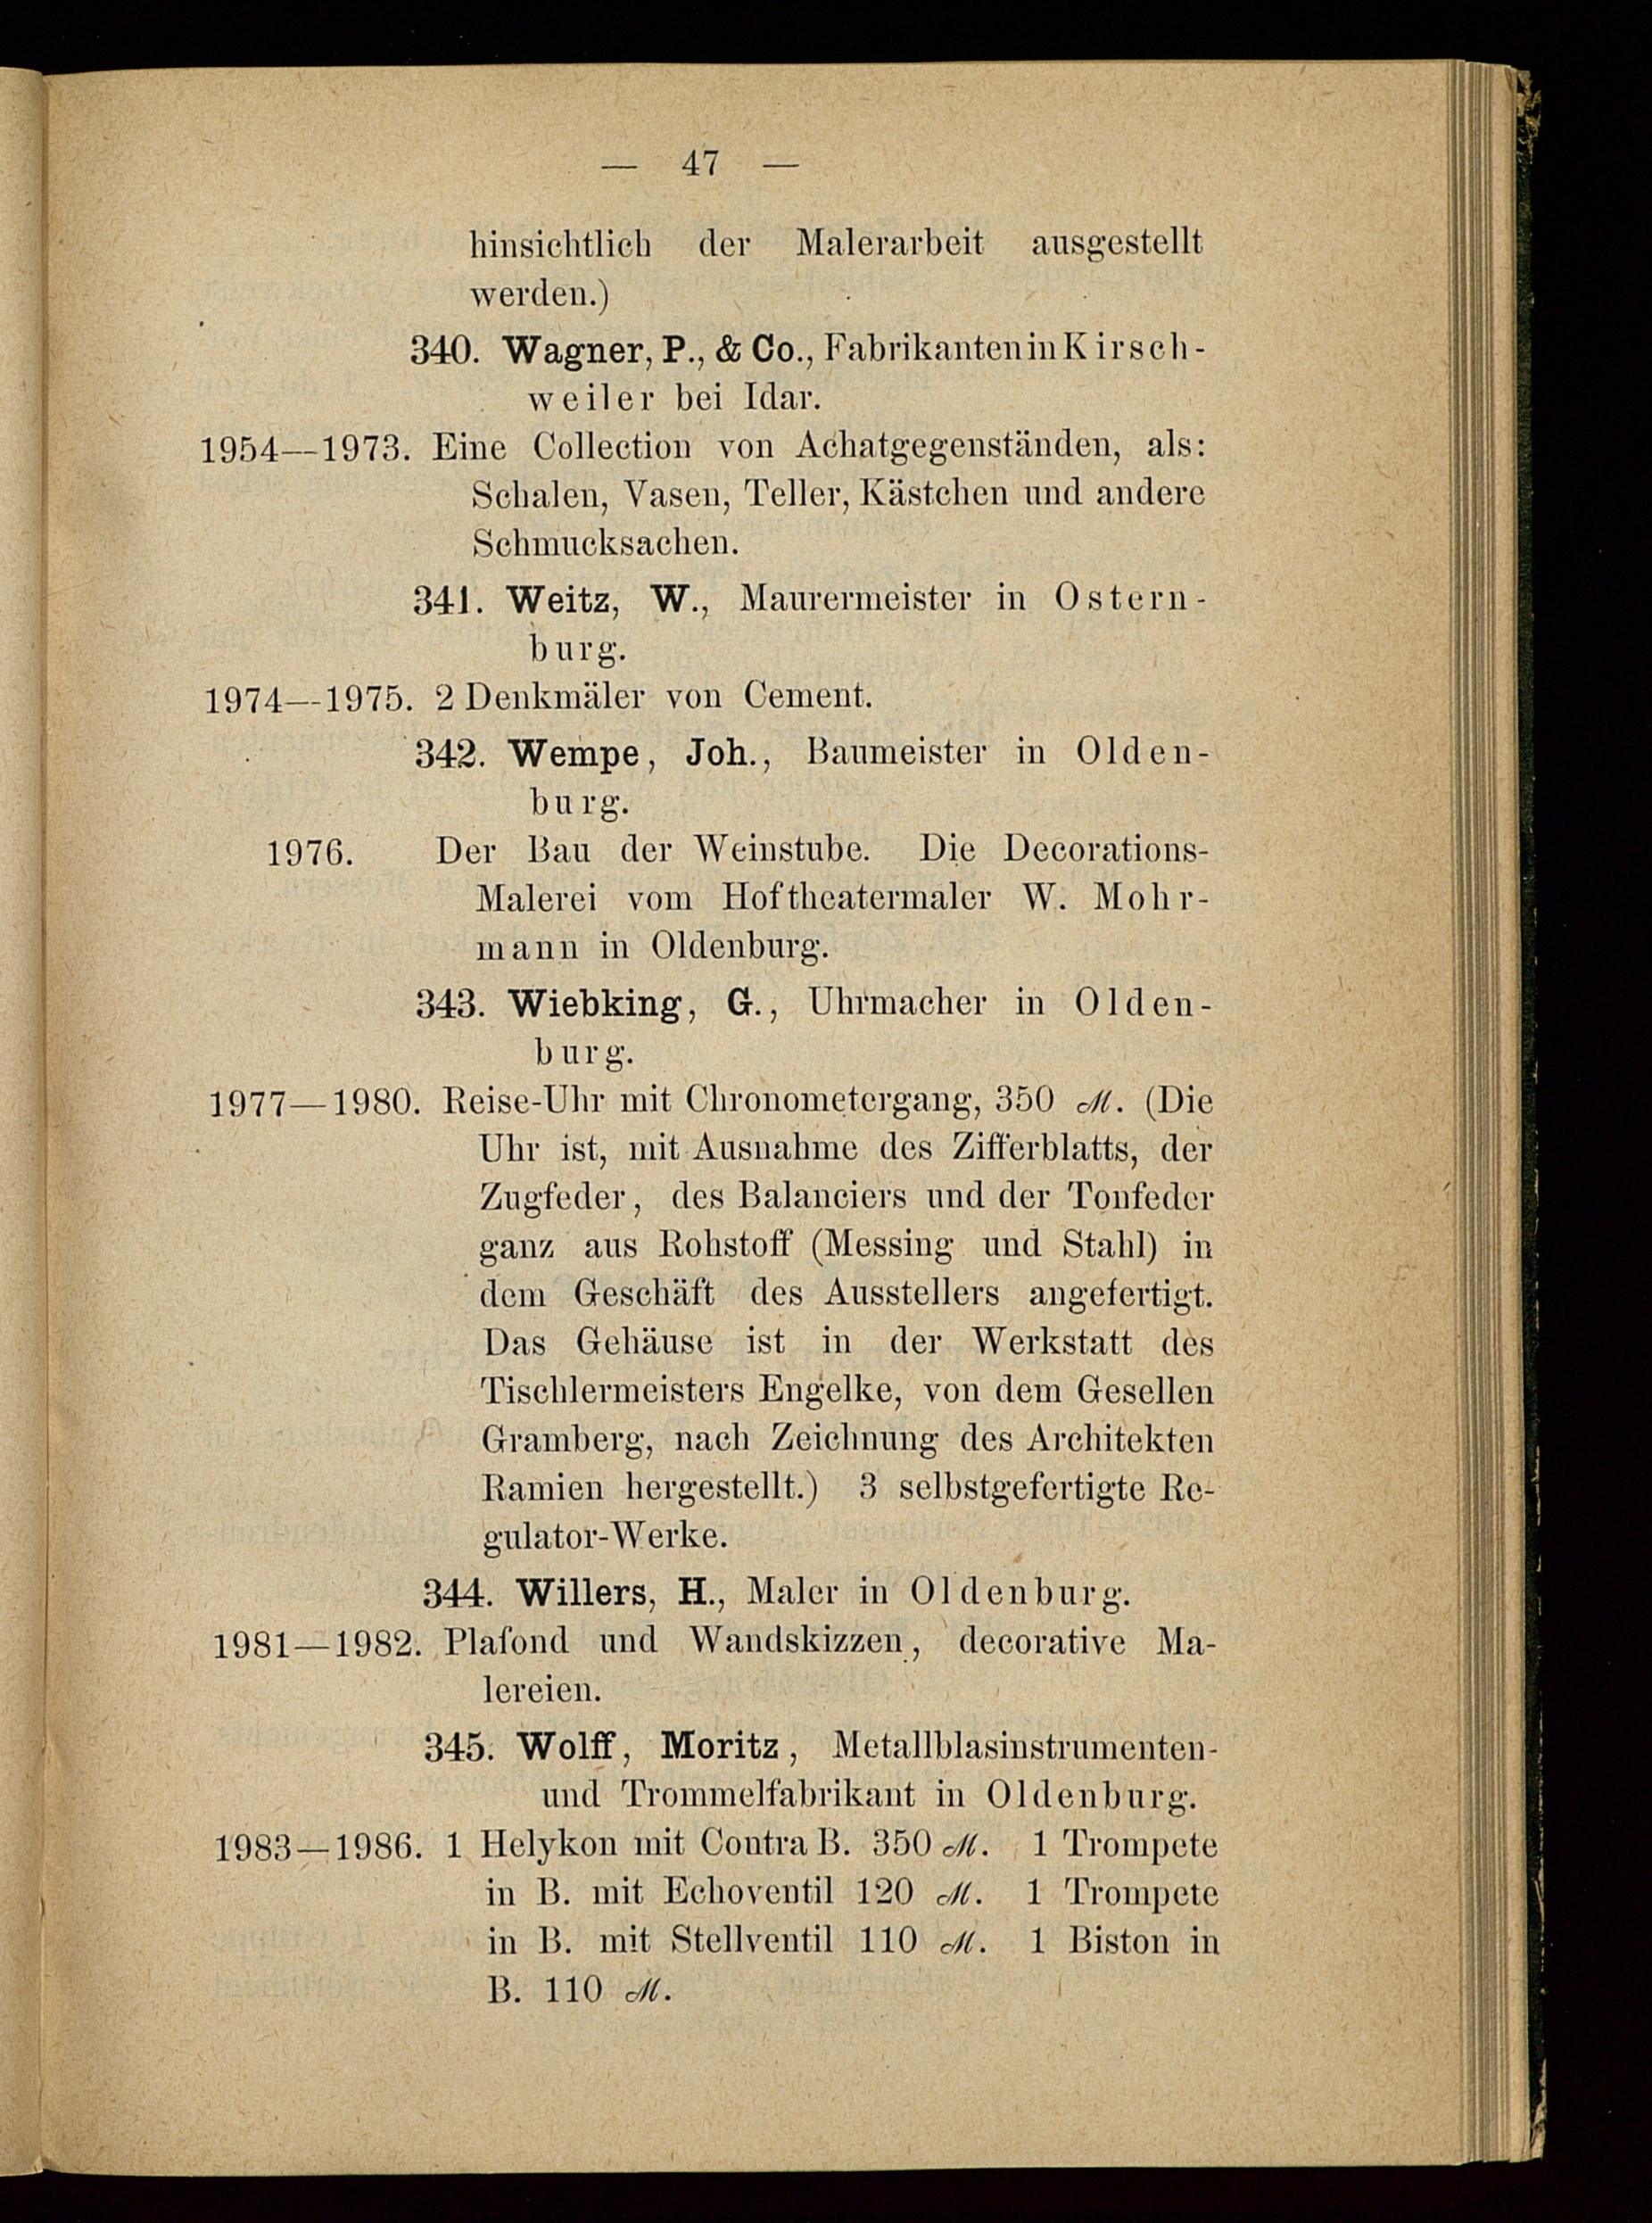 — 47 —
hinsichtlich der Malerarbeit ausgestellt
werden.)
340. Wagner, P., & Co., Fabrikanten in Kirsch-
weiler bei Idar.
1954—1973. Eine Collection von Achatgegenständen, als:
Schalen, Vasen, Teller, Kästchen und andere
Schmucksachen.
341. Weitz, W., Maurermeister in Ostern-
burg.
1974—1975. 2 Denkmäler von Cement.
342. Wempe, Joh., Baumeister in Olden-
burg.
1976. Der Bau der Weinstube. Die Decorations-
Malerei vom Hoftheatermaler W. Mohr-
mann in Oldenburg.
343. Wiebking, G., Uhrmacher in Olden-
burg.
1977—1980. Reise-Uhr mit Chronometergang, 350 ℳ. (Die
Uhr ist, mit Ausnahme des Zifferblatts, der
Zugfeder, des Balanciers und der Tonfeder
ganz aus Rohstoff (Messing und Stahl) in
dem Geschäft des Ausstellers angefertigt.
Das Gehäuse ist in der Werkstatt des
Tischlermeisters Engelke, von dem Gesellen
Gramberg, nach Zeichnung des Architekten
Ramien hergestellt.) 3 selbstgefertigte Re-
gulator-Werke.
344. Willers, H., Maler in Oldenburg.
1981—1982. Plafond und Wandskizzen, decorative Ma-
lereien.
345. Wolff, Moritz, Metallblasinstrumenten-
und Trommelfabrikant in Oldenburg.
1983—1986. 1 Helykon mit Contra B. 350 ℳ. 1 Trompete
in B. mit Echoventil 120 ℳ. 1 Trompete
in B. mit Stellventil 110 ℳ. 1 Biston in
B. 110 ℳ.